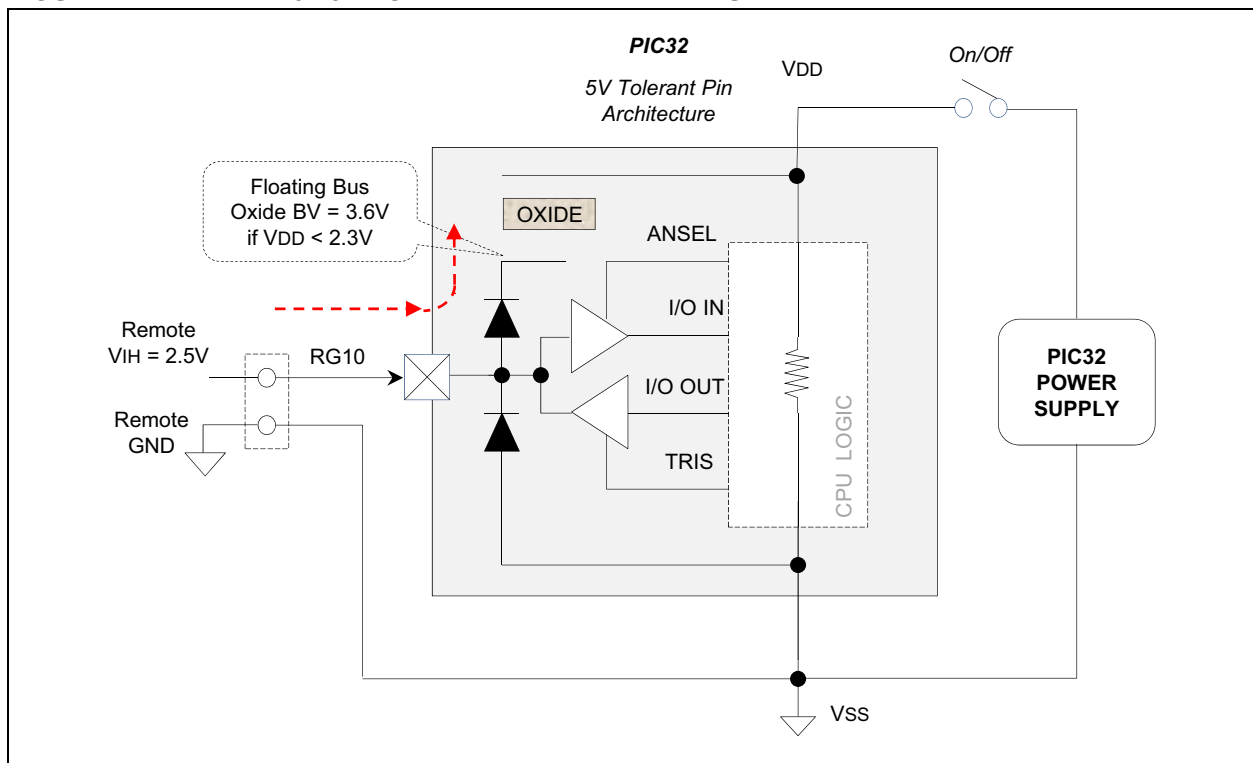 PIC32
5V Tolerant Pin
Architecture
VDD
On/Off
Floating Bus
Oxide BV = 3.6V
if VDD < 2.3V
OXIDE
ANSEL
I/O IN
Remote
VIH = 2.5V
RG10
I/O OUT
Remote
GND
TRIS
CPU LOGIC
PIC32
POWER
SUPPLY
VSS